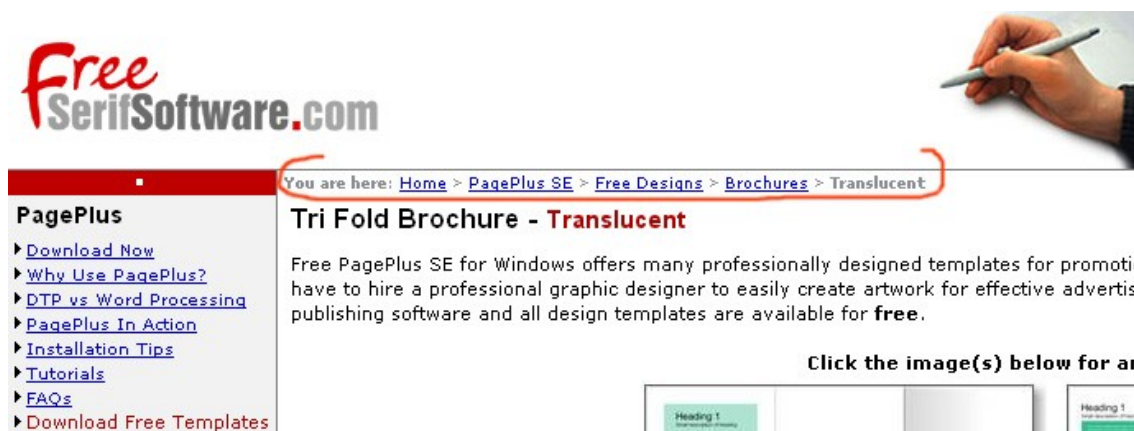 Free
SerifSoftware.com
You are here: Home > PagePlus SE > Free Designs > Brochures > Translucent
PagePlus
Download Now
Why Use PagePlus?
DTP vs Word Processing
PagePlus In Action
Installation Tips
Tutorials
FAQs
Download Free Templates
Tri Fold Brochure - Translucent
Free PagePlus SE for Windows offers many professionally designed templates for promoti
have to hire a professional graphic designer to easily create artwork for effective advertis
publishing software and all design templates are available for free.
Click the image(s) below for a
Heading 1
Heading 1